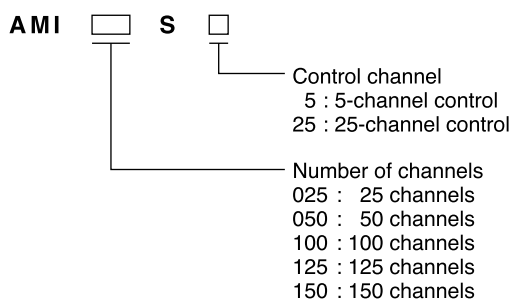 AMI □ S □
Control channel
5 : 5-channel control
25 : 25-channel control
Number of channels
025 : 25 channels
050 : 50 channels
100 : 100 channels
125 : 125 channels
150 : 150 channels